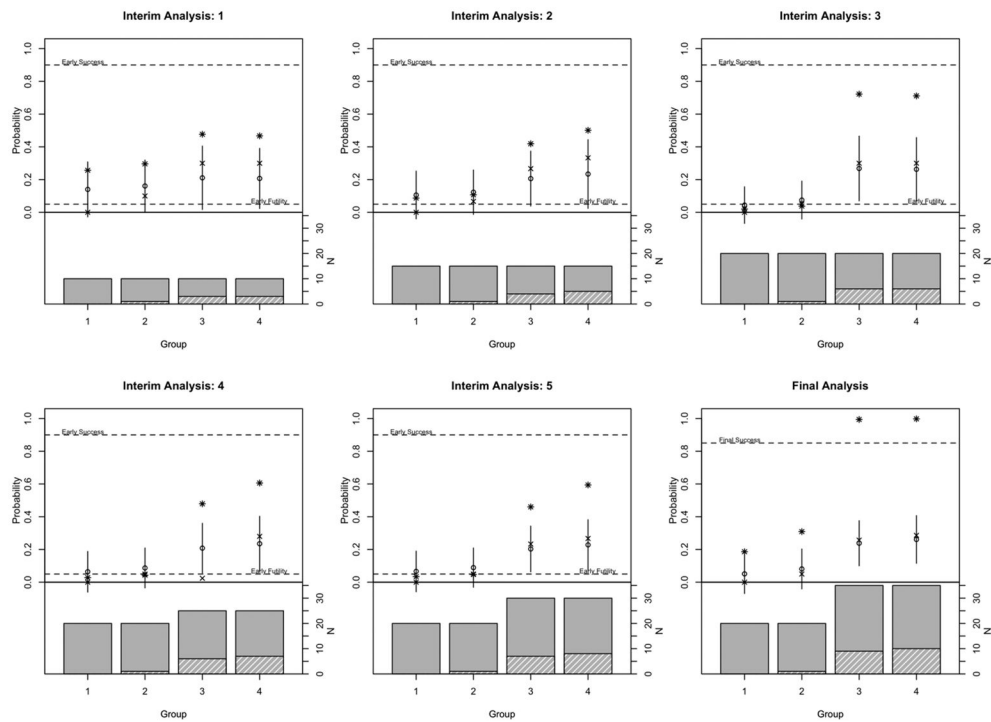 Interim Analysis: 1
Interim Analysis: 2
Interim Analysis: 3
Probability
0.0 0.2 0.4 0.6 0.8 1.0
Early Success
Early Futility
N
0 10 20 30
1 2 3 4
Group
Probability
0.0 0.2 0.4 0.6 0.8 1.0
Early Success
Early Futility
N
0 10 20 30
1 2 3 4
Group
Probability
0.0 0.2 0.4 0.6 0.8 1.0
Early Success
Early Futility
N
0 10 20 30
1 2 3 4
Group
Interim Analysis: 4
Interim Analysis: 5
Final Analysis
Probability
0.0 0.2 0.4 0.6 0.8 1.0
Early Success
Early Futility
N
0 10 20 30
1 2 3 4
Group
Probability
0.0 0.2 0.4 0.6 0.8 1.0
Early Success
Early Futility
N
0 10 20 30
1 2 3 4
Group
Probability
0.0 0.2 0.4 0.6 0.8 1.0
Final Success
N
0 10 20 30
1 2 3 4
Group